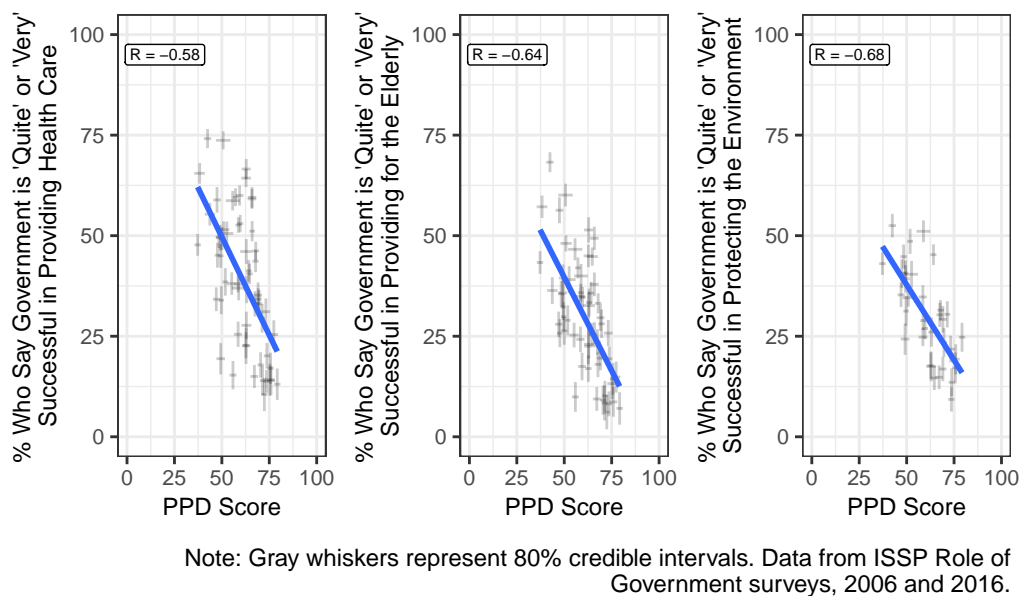 % Who Say Government is 'Quite' or 'Very'
Successful in Providing Health Care
100
75
50
25
0
R = −0.58
0 25 50 75 100
PPD Score
% Who Say Government is 'Quite' or 'Very'
Successful in Providing for the Elderly
100
75
50
25
0
R = −0.64
0 25 50 75 100
PPD Score
% Who Say Government is 'Quite' or 'Very'
Successful in Protecting the Environment
100
75
50
25
0
R = −0.68
0 25 50 75 100
PPD Score
Note: Gray whiskers represent 80% credible intervals. Data from ISSP Role of
Government surveys, 2006 and 2016.